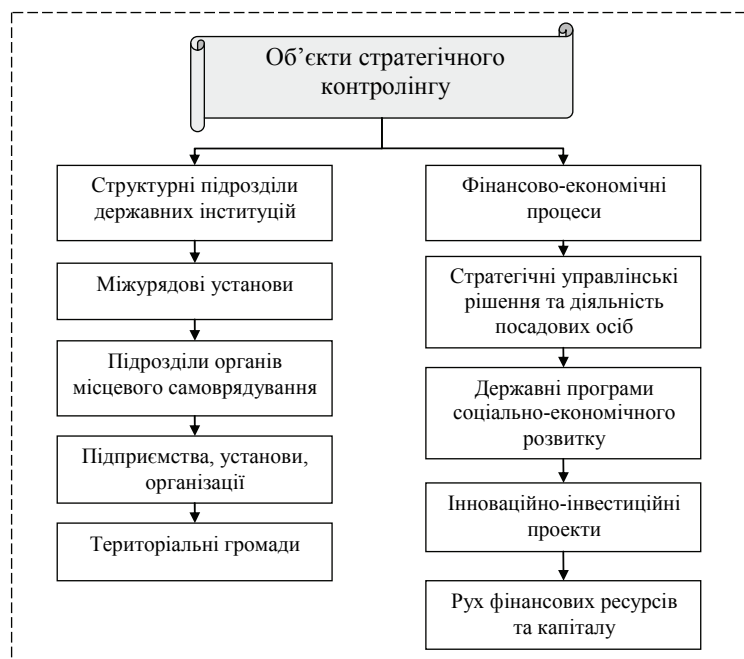 Об’єкти стратегічного
контролінгу
Структурні підрозділи
державних інституцій
Міжурядові установи
Підрозділи органів
місцевого самоврядування
Підприємства, установи,
організації
Територіальні громади
Фінансово-економічні
процеси
Стратегічні управлінські
рішення та діяльність
посадових осіб
Державні програми
соціально-економічного
розвитку
Інноваційно-інвестиційні
проекти
Рух фінансових ресурсів
та капіталу